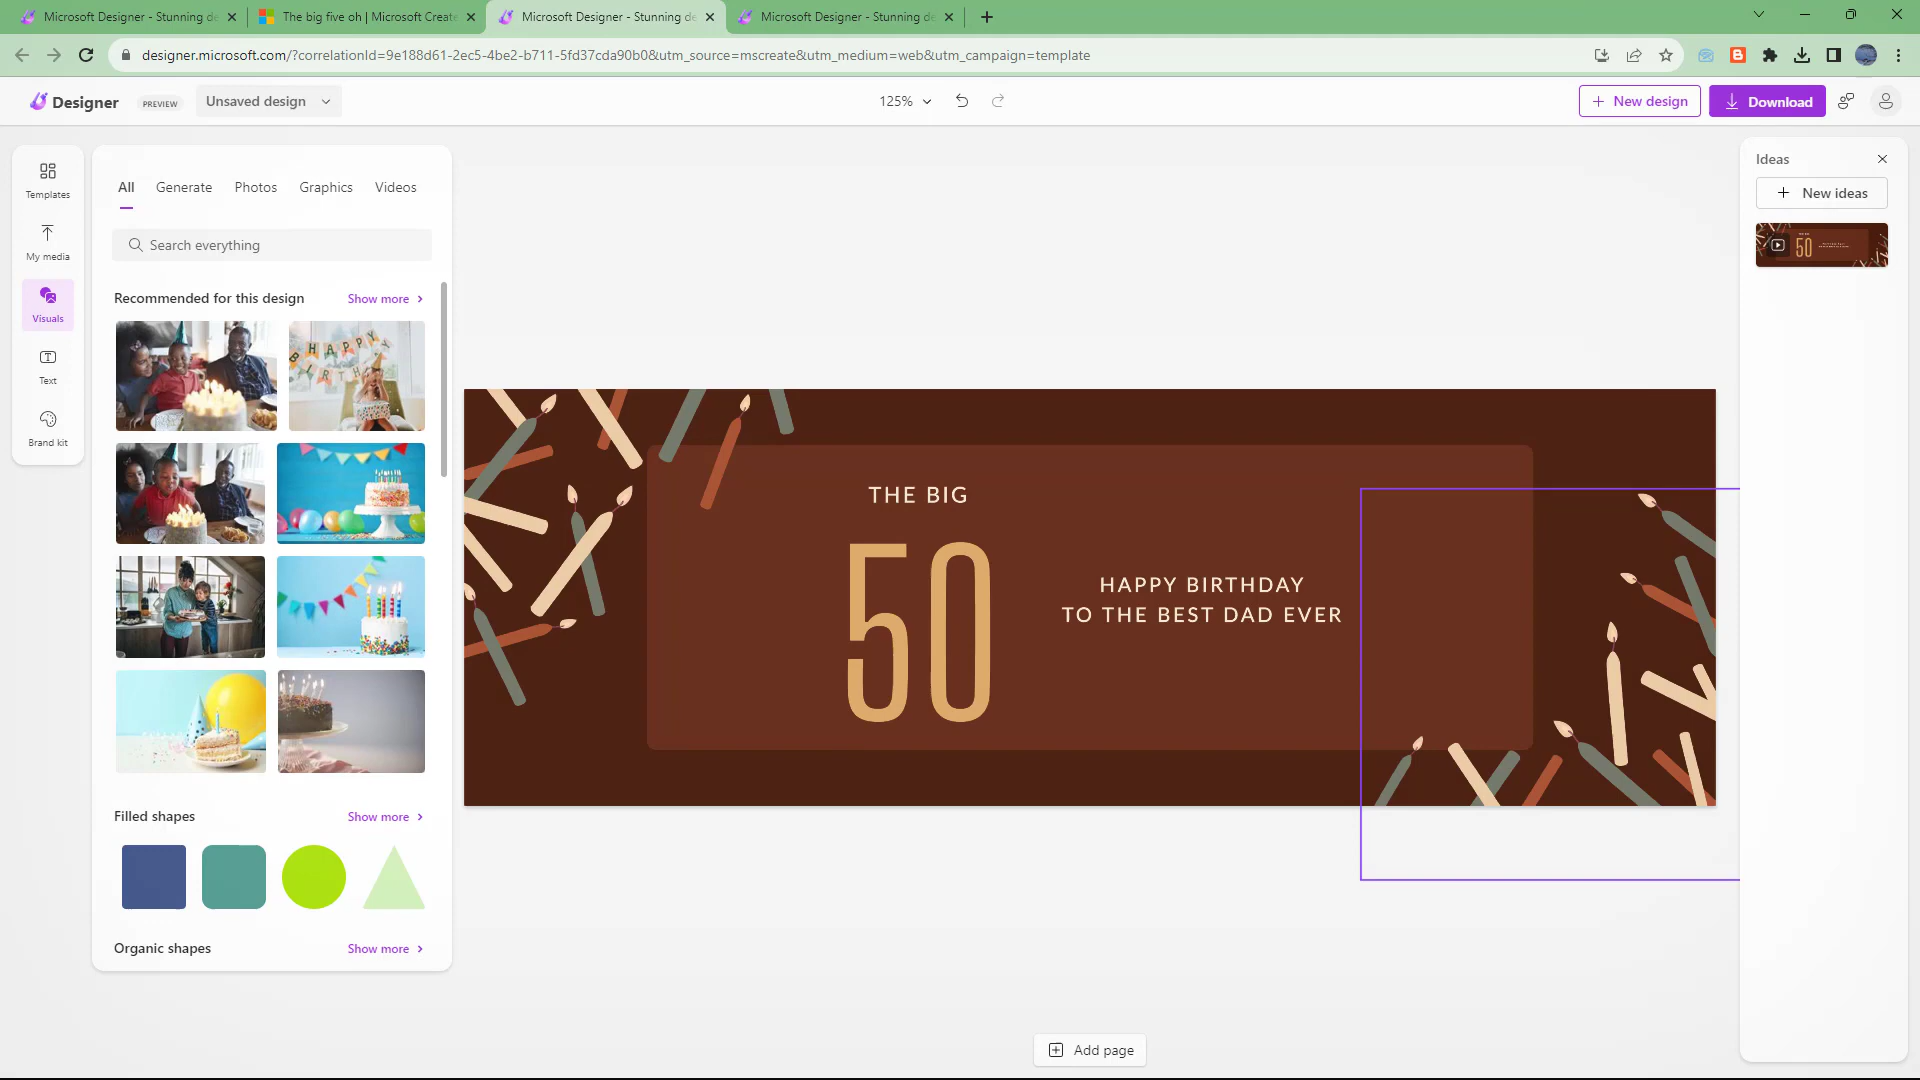 Microsoft Designer - Stunning de
The big five oh | Microsoft Create
Microsoft Designer - Stunning de
Microsoft Designer - Stunning de
designer.microsoft.com/?correlationId=9e188d61-2ec5-4be2-b711-5fd37cda90b0&utm_source=mscreate&utm_medium=web&utm_campaign=template
Designer PREVIEW Unsaved design 125% New design Download
Templates
My media
Visuals
Text
Brand kit
All Generate Photos Graphics Videos
Search everything
Recommended for this design Show more
HAPPY
BIRTH
Filled shapes Show more
Organic shapes Show more
THE BIG
50
HAPPY BIRTHDAY
TO THE BEST DAD EVER
Add page
Ideas
New ideas
50